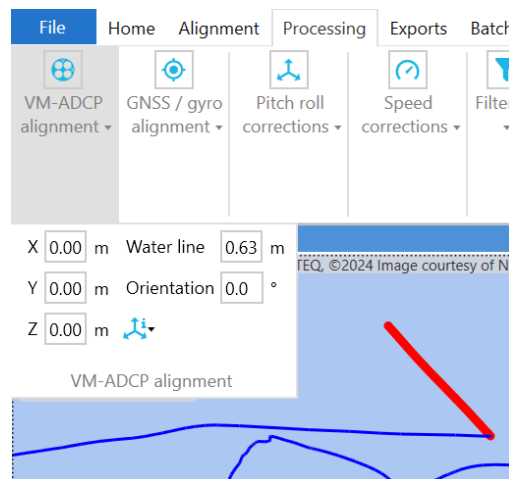 File Home Alignment Processing Exports Batch
VM-ADCP alignment
GNSS / gyro alignment
Pitch roll corrections
Speed corrections
Filter
X 0.00 m Water line 0.63 m
Y 0.00 m Orientation 0.0 °
Z 0.00 m
VM-ADCP alignment
TEQ, ©2024 Image courtesy of N